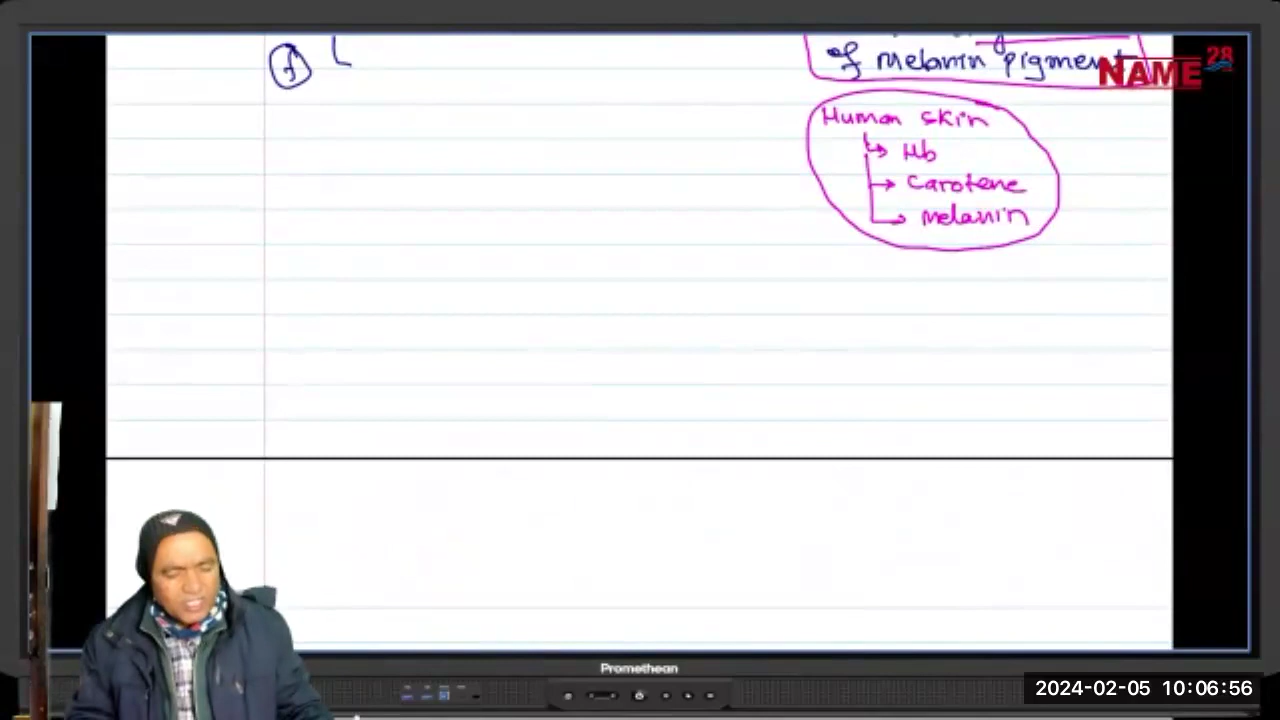 of melanin pigment
NAME 28
Human skin
Hb
Carotene
melanin
Promethean
2024-02-05 10:06:56